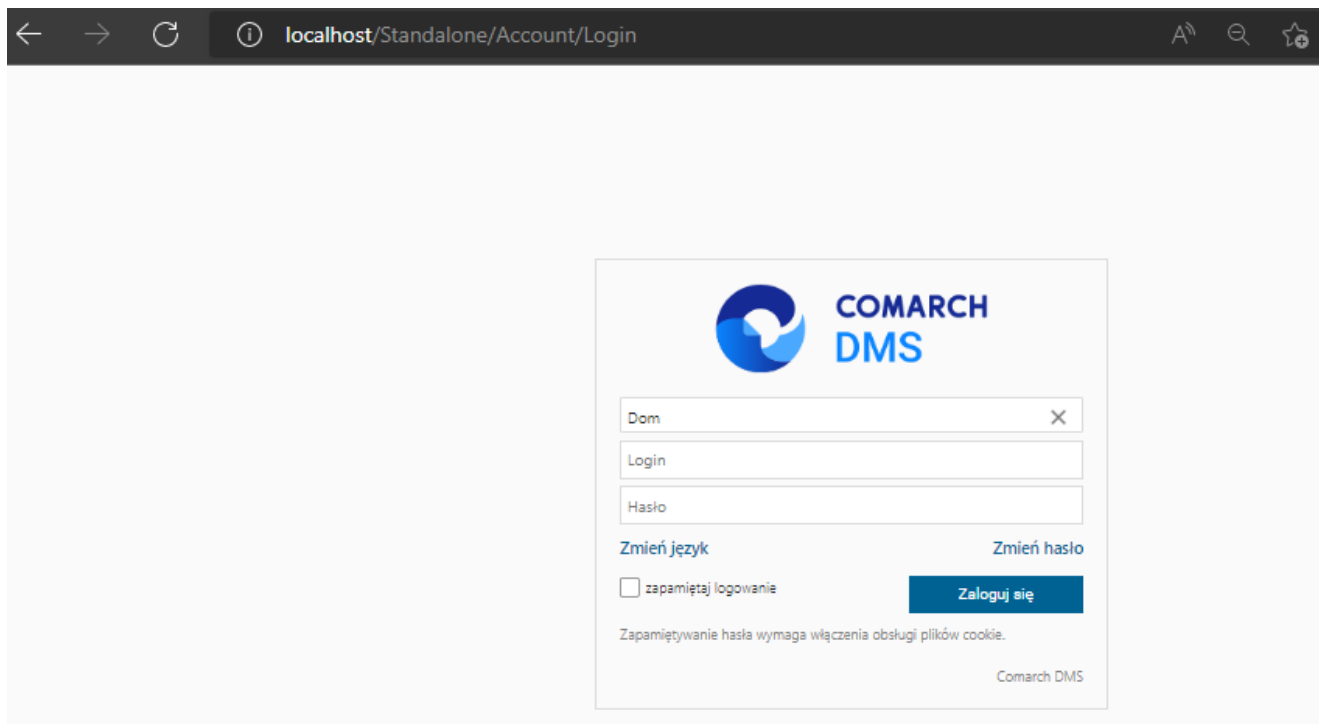 localhost/Standalone/Account/Login
COMARCH
DMS
Dom
Login
Hasło
Zmień język Zmień hasło
zapamiętaj logowanie Zaloguj się
Zapamiętywanie hasła wymaga włączenia obsługi plików cookie.
Comarch DMS